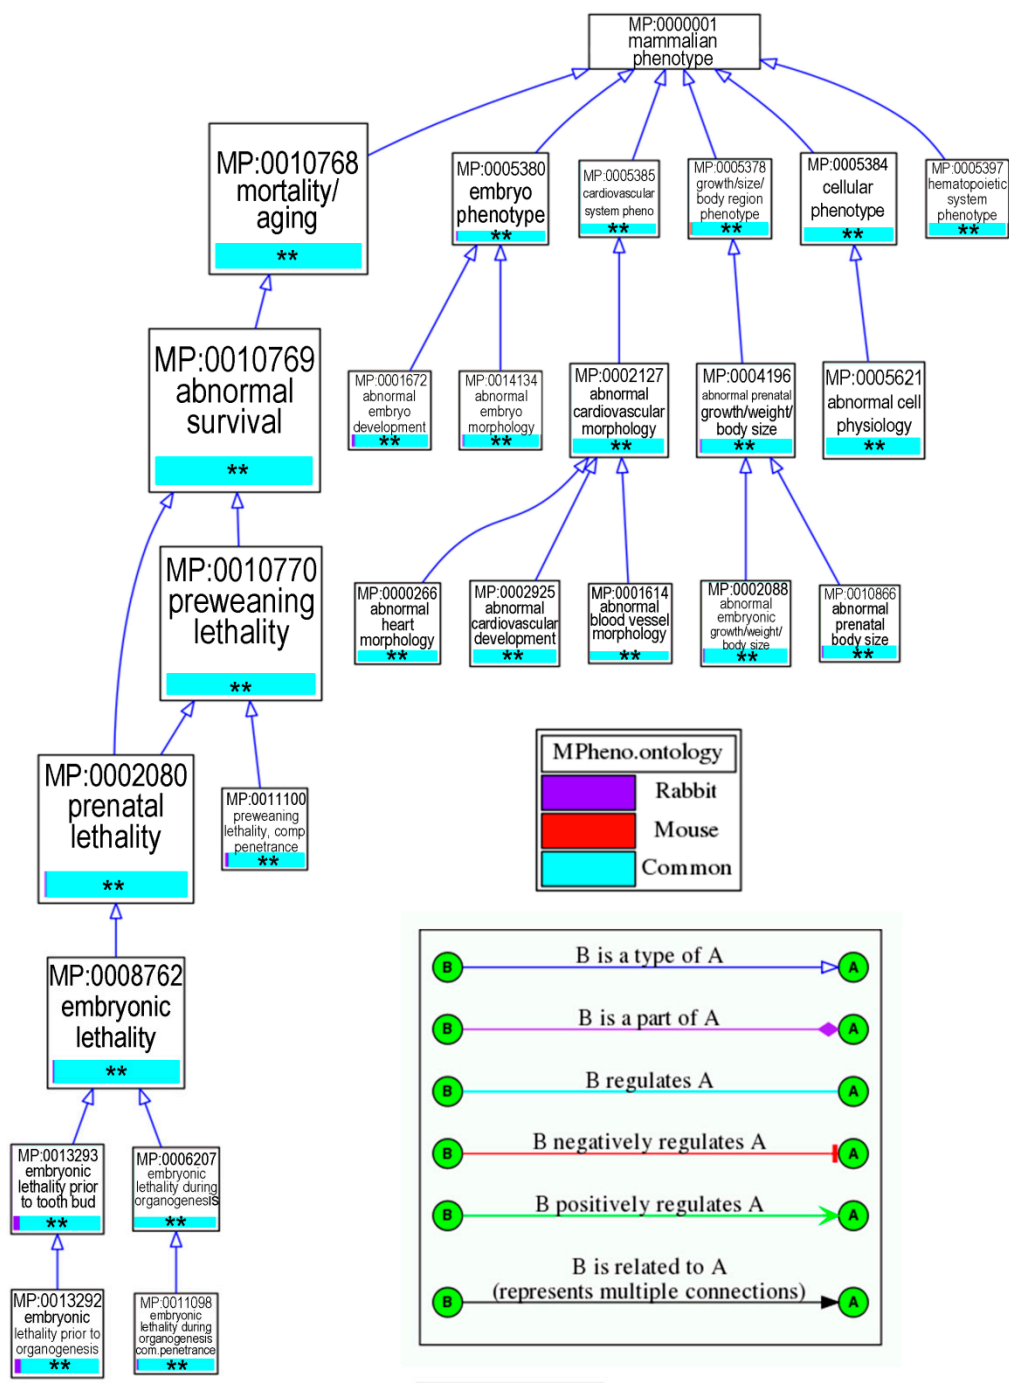 MP:0000001
mammalian
phenotype
MP:0010768
mortality/
aging
**
MP:0005380
embryo
phenotype
**
MP:0005385
cardiovascular
system pheno
**
MP:0005378
growth/size/
body region
phenotype
**
MP:0005384
cellular
phenotype
**
MP:0005397
hematopoietic
system
phenotype
**
MP:0010769
abnormal
survival
**
MP:0001672
abnormal
embryo
development
**
MP:0014134
abnormal
embryo
morphology
**
MP:0002127
abnormal
cardiovascular
morphology
**
MP:0004196
abnormal prenatal
growth/weight/
body size
**
MP:0005621
abnormal cell
physiology
**
MP:0010770
preweaning
lethality
**
MP:0000266
abnormal
heart
morphology
**
MP:0002925
abnormal
cardiovascular
development
**
MP:0001614
abnormal
blood vessel
morphology
**
MP:0002088
abnormal
embryonic
growth/weight/
body size
**
MP:0010866
abnormal
prenatal
body size
**
MP:0002080
prenatal
lethality
**
MP:0011100
preweaning
lethality, comp
penetrance
**
MPheno.ontology
Rabbit
Mouse
Common
MP:0008762
embryonic
lethality
**
B B is a type of A A
B B is a part of A A
B B regulates A A
B B negatively regulates A A
B B positively regulates A A
B B is related to A A
(represents multiple connections)
MP:0013293
embryonic
lethality prior
to tooth bud
**
MP:0006207
embryonic
lethality during
organogenesis
**
MP:0013292
embryonic
lethality prior to
organogenesis
**
MP:0011098
embryonic
lethality during
organogenesis
com.penetrance
**